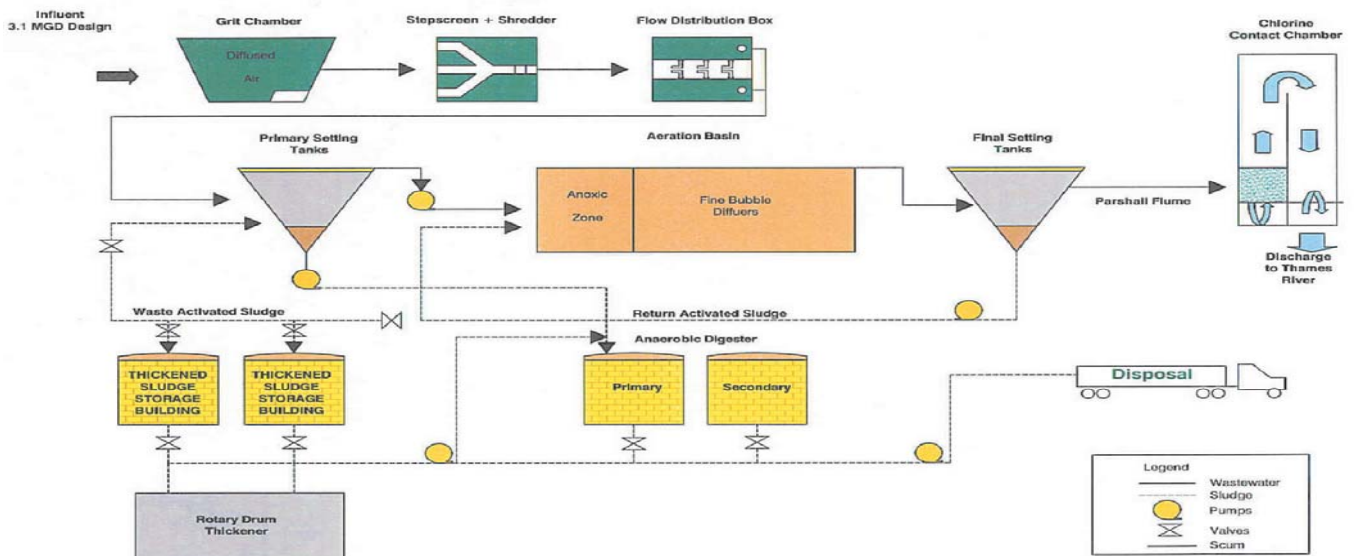 Influent
3.1 MGD Design
Grit Chamber
Stepscreen + Shredder
Flow Distribution Box
Chlorine
Contact Chamber
Diffused
Air
Primary Setting
Tanks
Aeration Basin
Final Setting
Tanks
Anoxic
Zone
Fine Bubble
Diffuers
Parshall Flume
Discharge
to Thames
River
Waste Activated Sludge
Return Activated Sludge
Anaerobic Digester
THICKENED
SLUDGE
STORAGE
BUILDING
THICKENED
SLUDGE
STORAGE
BUILDING
Primary
Secondary
Disposal
Rotary Drum
Thickener
Legend
Wastewater
Sludge
Pumps
Valves
Scum